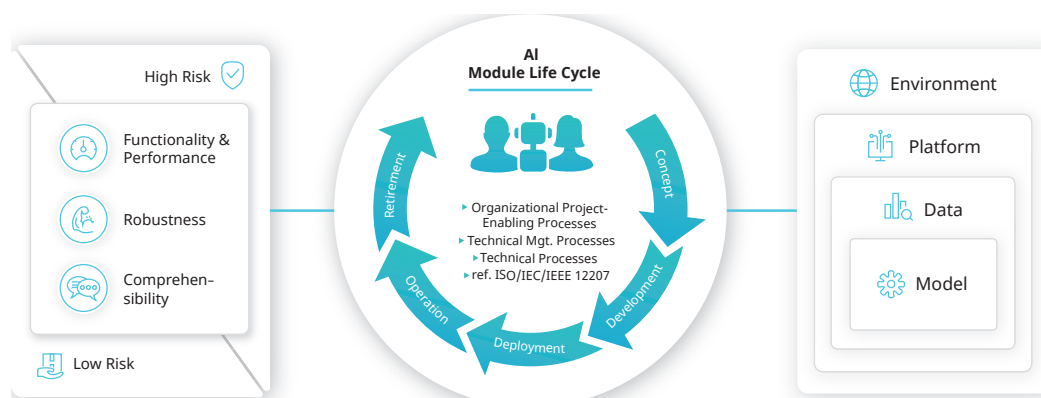 High Risk
Functionality &
Performance
Robustness
Comprehen–
sibility
Low Risk
AI
Module Life Cycle
Concept
Development
Deployment
Operation
Retirement
Organizational Project-
Enabling Processes
Technical Mgt. Processes
Technical Processes
ref. ISO/IEC/IEEE 12207
Environment
Platform
Data
Model